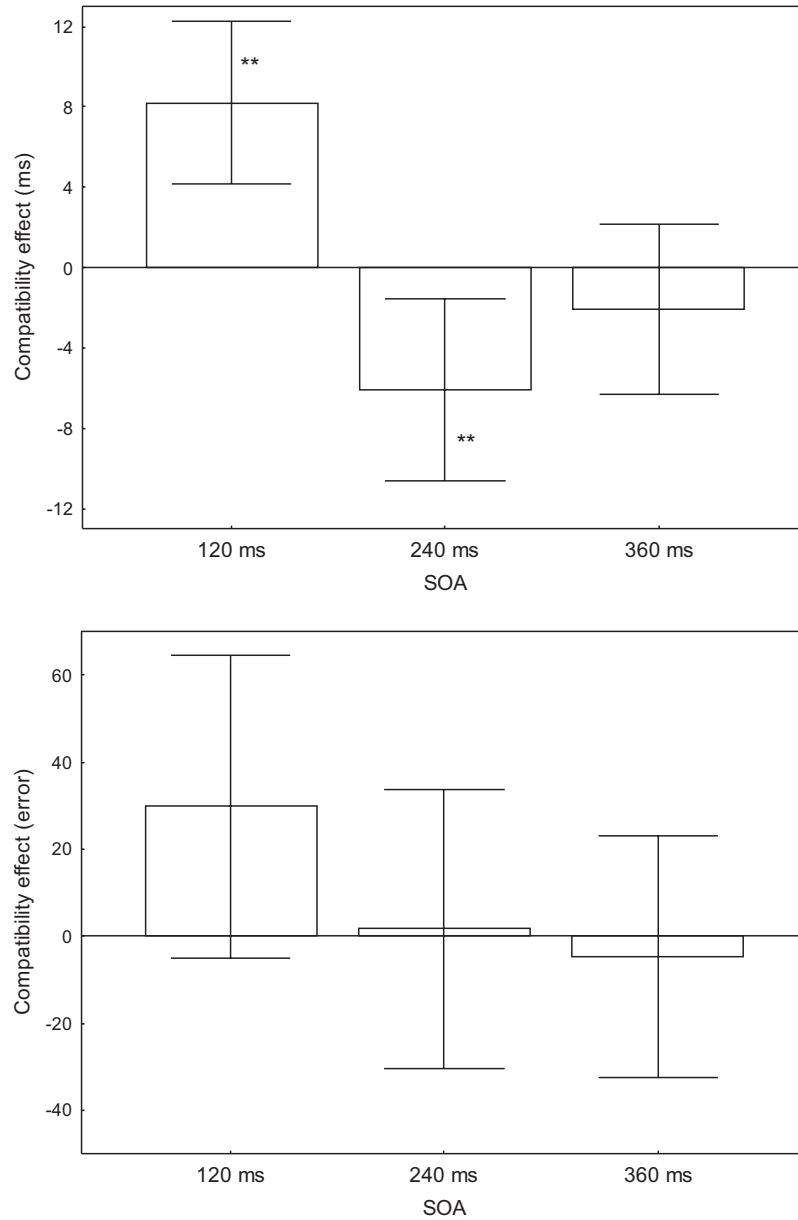 Compatibility effect (ms)
12
8
4
0
-4
-8
-12
**
**
120 ms
240 ms
360 ms
SOA
Compatibility effect (error)
60
40
20
0
-20
-40
120 ms
240 ms
360 ms
SOA